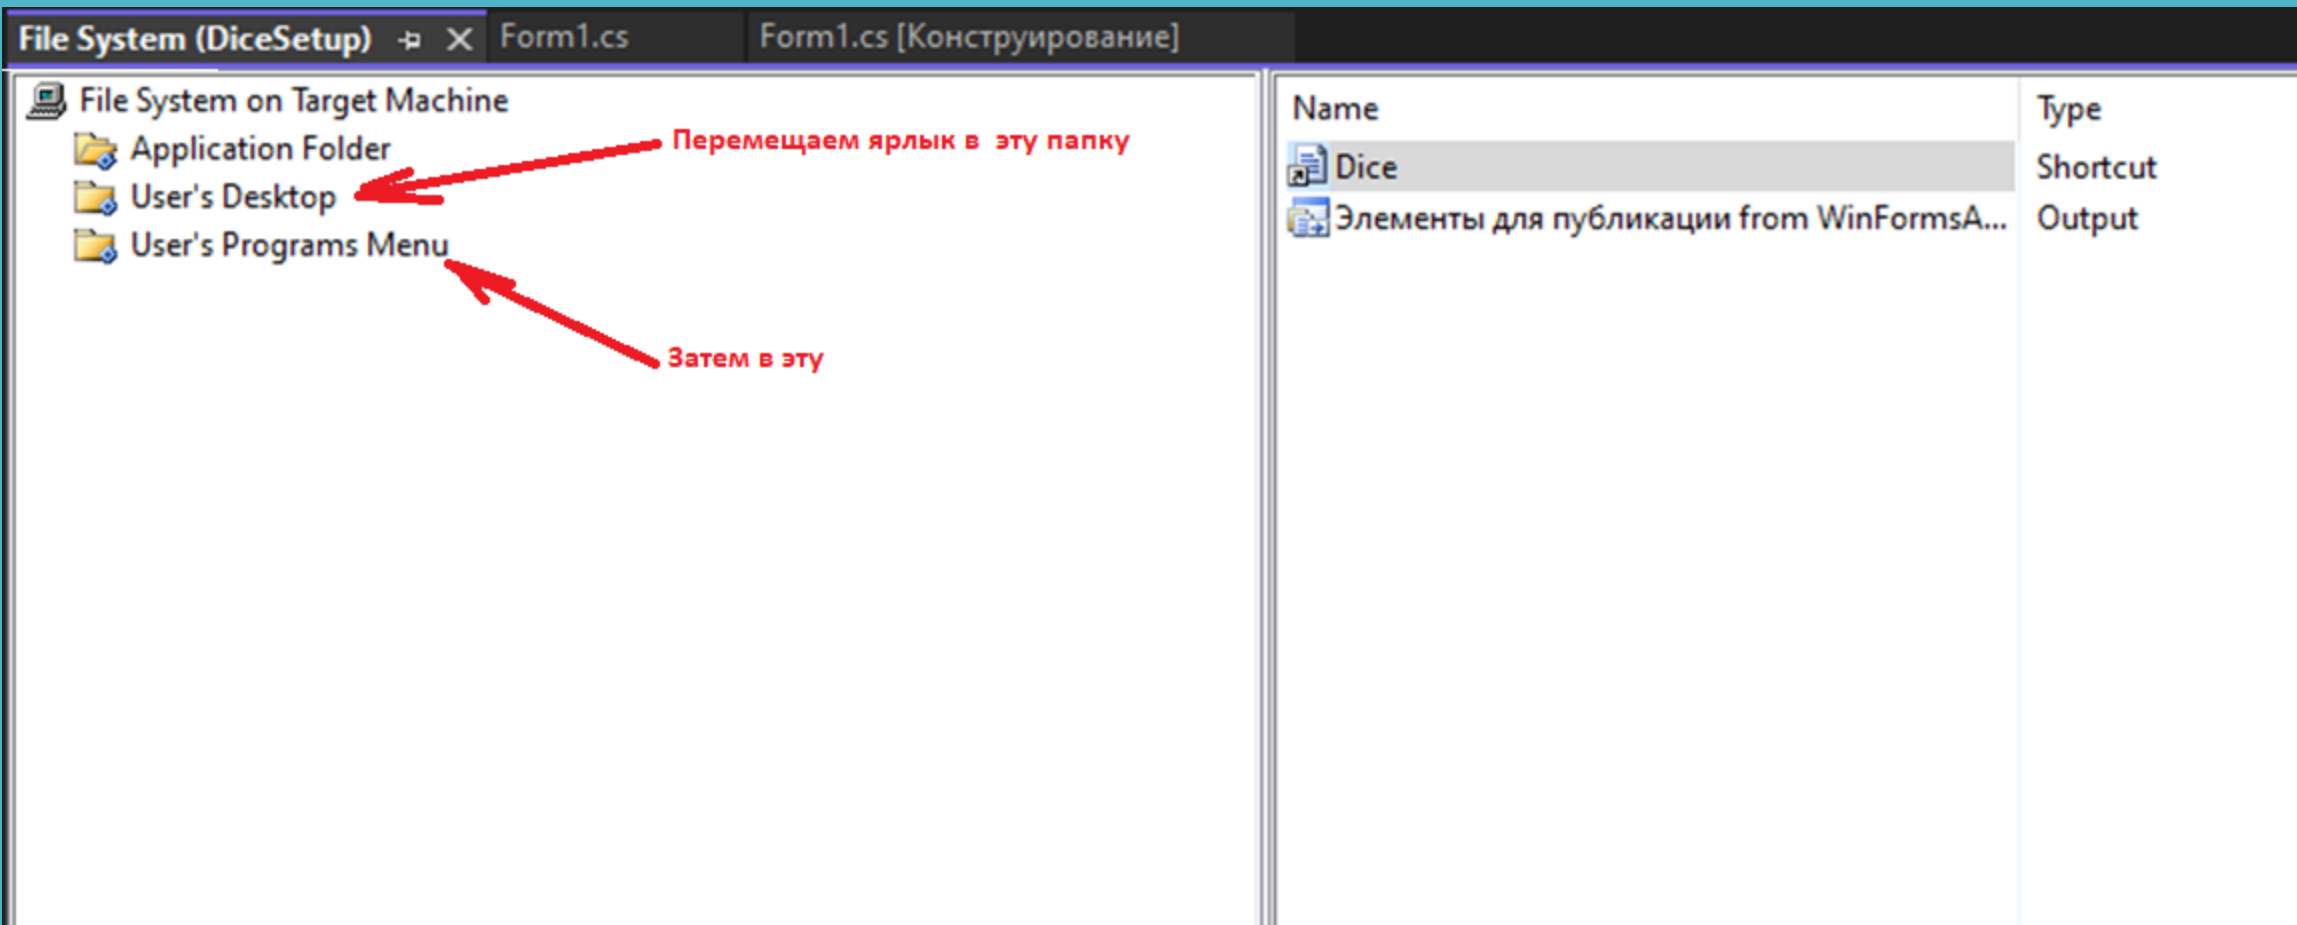 File System (DiceSetup)
Form1.cs
Form1.cs [Конструирование]
File System on Target Machine
Application Folder
User's Desktop
User's Programs Menu
Перемещаем ярлык в эту папку
Затем в эту
Name Type
Dice Shortcut
Элементы для публикации from WinFormsA... Output